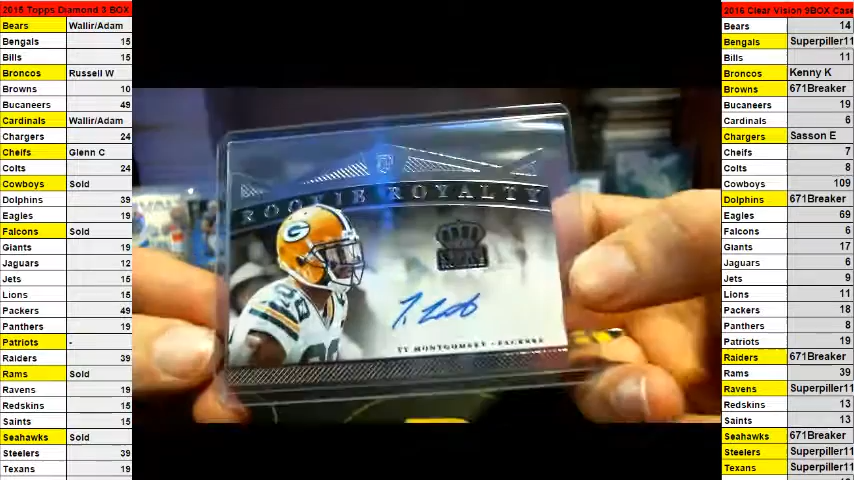 2015 Topps Diamond 3 BOX
Bears Wallir/Adam
Bengals 15
Bills 15
Broncos Russell W
Browns 10
Bucaneers 49
Cardinals Wallir/Adam
Chargers 24
Cheifs Glenn C
Colts 24
Cowboys Sold
Dolphins 39
Eagles 19
Falcons Sold
Giants 19
Jaguars 12
Jets 15
Lions 15
Packers 49
Panthers 19
Patriots -
Raiders 39
Rams Sold
Ravens 19
Redskins 15
Saints 15
Seahawks Sold
Steelers 39
Texans 19
ROOKIE ROYALTY
G
ROYALE
TY MONTGOMERY • PACKERS
2016 Clear Vision 9BOX Case
Bears 14
Bengals Superpiller11
Bills 11
Broncos Kenny K
Browns 671Breaker
Bucaneers 19
Cardinals 6
Chargers Sasson E
Cheifs 7
Colts 8
Cowboys 109
Dolphins 671Breaker
Eagles 69
Falcons 6
Giants 17
Jaguars 6
Jets 9
Lions 11
Packers 18
Panthers 8
Patriots 19
Raiders 671Breaker
Rams 39
Ravens Superpiller11
Redskins 13
Saints 13
Seahawks 671Breaker
Steelers Superpiller11
Texans Superpiller11